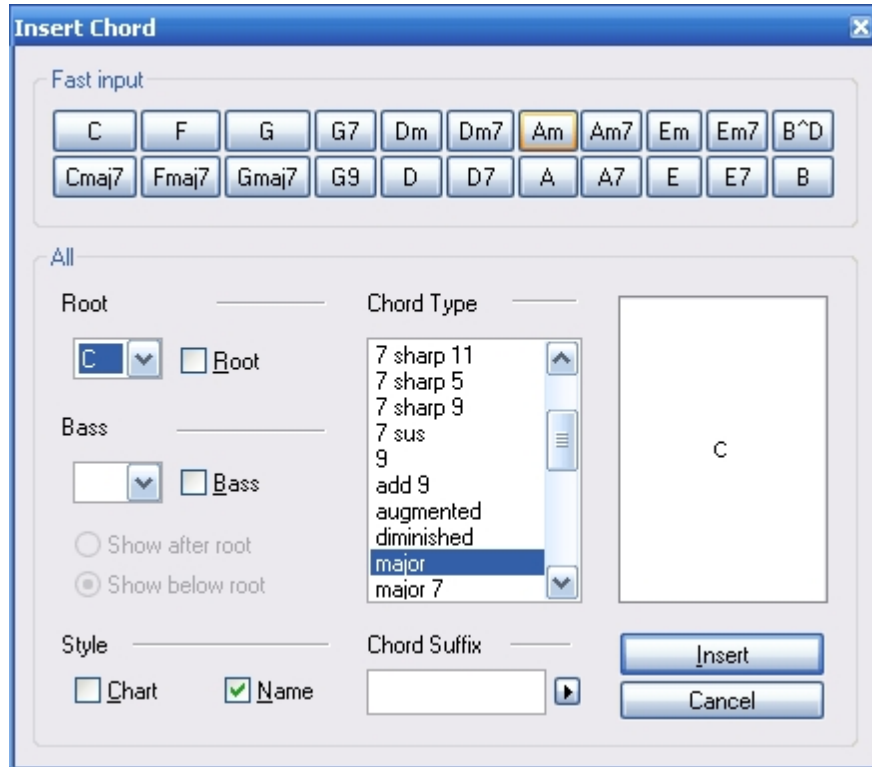 Insert Chord
Fast input
C F G G7 Dm Dm7 Am Am7 Em Em7 B^D
Cmaj7 Fmaj7 Gmaj7 G9 D D7 A A7 E E7 B
All
Root
C Root
Bass
Bass
Show after root
Show below root
Chord Type
7 sharp 11
7 sharp 5
7 sharp 9
7 sus
9
add 9
augmented
diminished
major
major 7
C
Style
Chart Name
Chord Suffix
Insert
Cancel